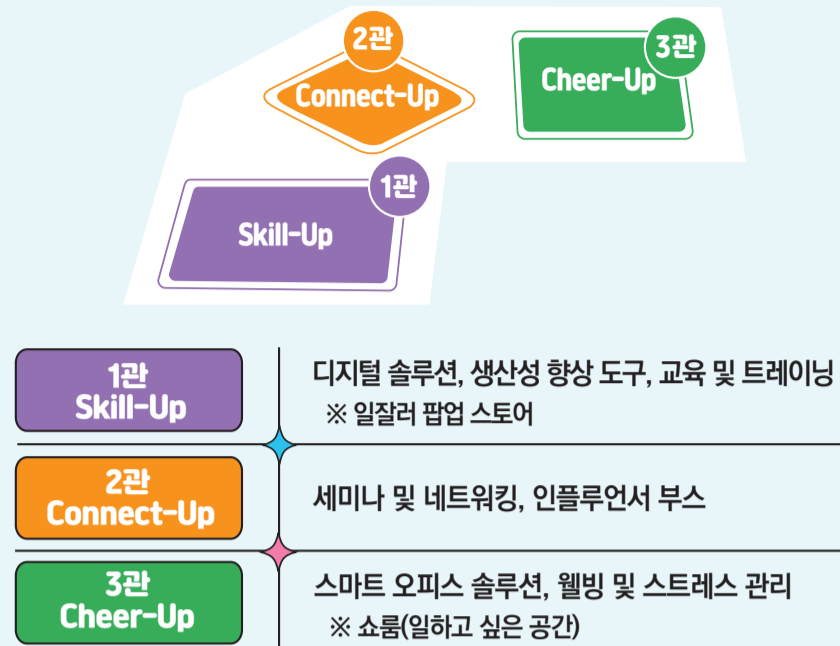 2관
Connect-Up
3관
Cheer-Up
1관
Skill-Up
1관
Skill-Up
디지털 솔루션, 생산성 향상 도구, 교육 및 트레이닝
※ 일잘러 팝업 스토어
2관
Connect-Up
세미나 및 네트워킹, 인플루언서 부스
3관
Cheer-Up
스마트 오피스 솔루션, 웰빙 및 스트레스 관리
※ 쇼룸(일하고 싶은 공간)